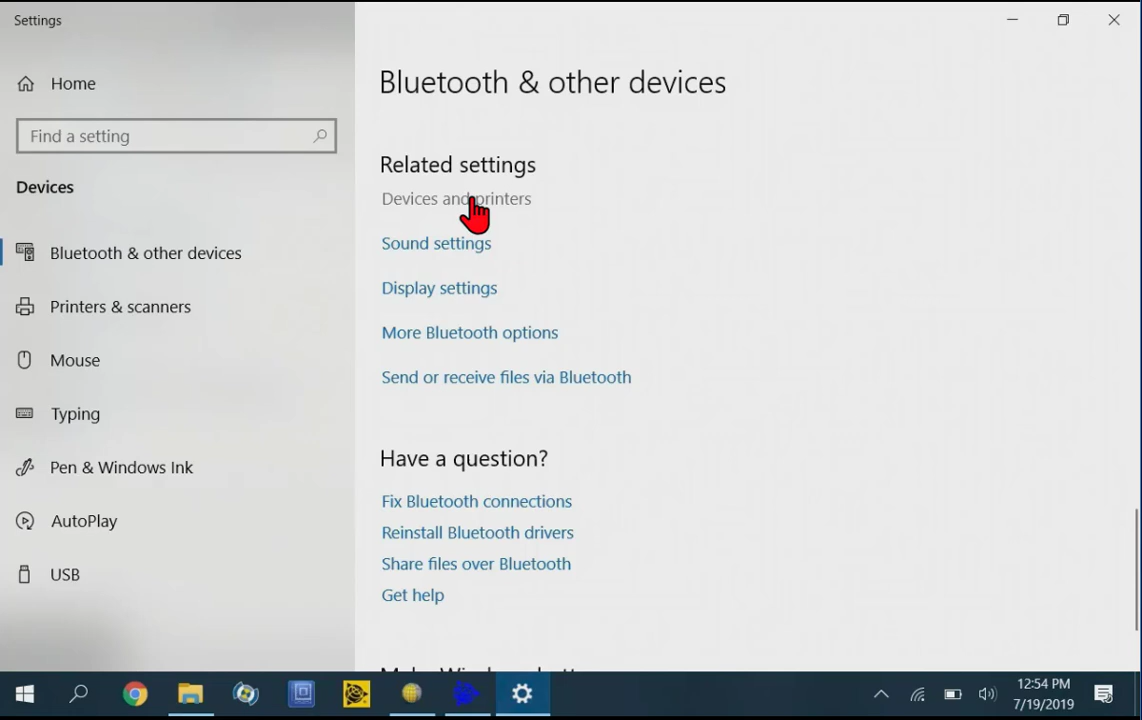 Settings
Home
Find a setting
Devices
Bluetooth & other devices
Printers & scanners
Mouse
Typing
Pen & Windows Ink
AutoPlay
USB
Bluetooth & other devices
Related settings
Devices and printers
Sound settings
Display settings
More Bluetooth options
Send or receive files via Bluetooth
Have a question?
Fix Bluetooth connections
Reinstall Bluetooth drivers
Share files over Bluetooth
Get help
12:54 PM
7/19/2019